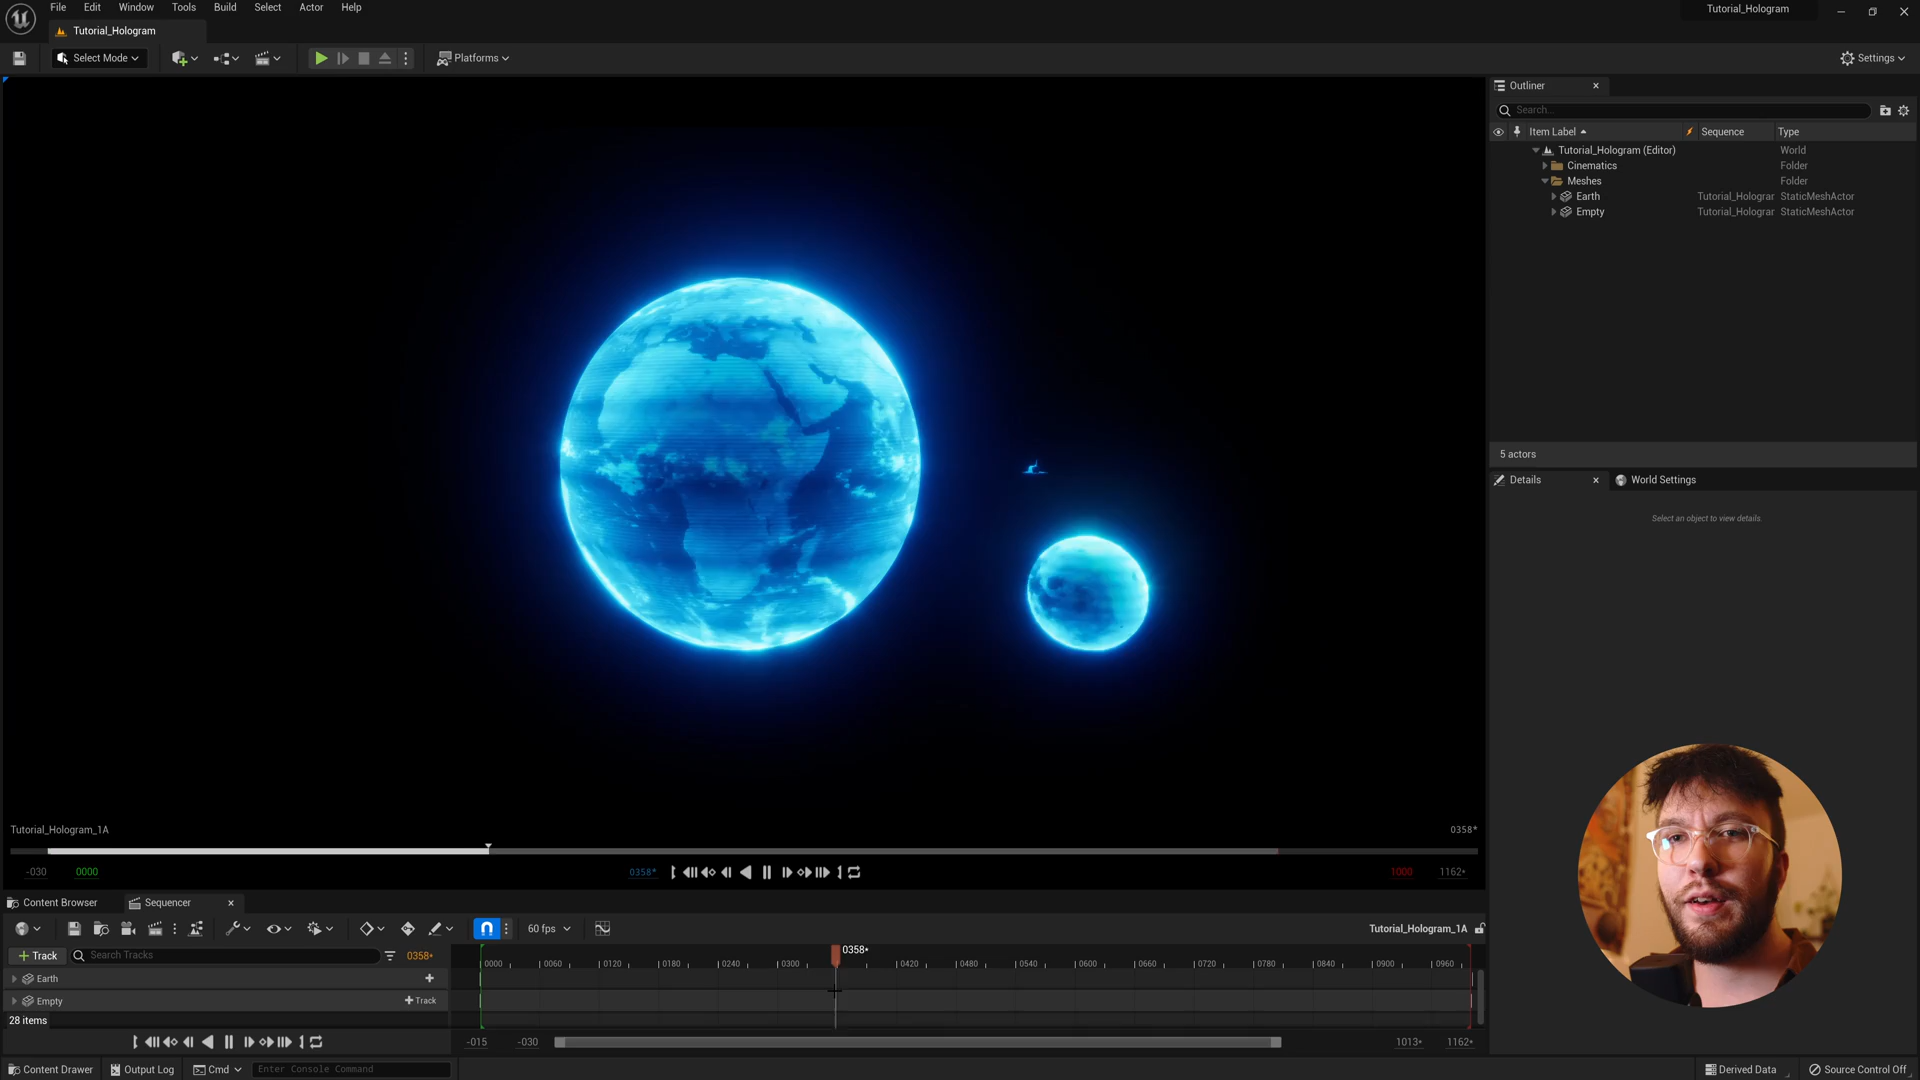 File Edit Window Tools Build Select Actor Help
Tutorial_Hologram
Tutorial_Hologram
Select Mode
Platforms
Settings
Outliner
Search...
Item Label Sequence Type
Tutorial_Hologram (Editor) World
Cinematics Folder
Meshes Folder
Earth Tutorial_Holograr StaticMeshActor
Empty Tutorial_Holograr StaticMeshActor
5 actors
Details World Settings
Select an object to view details.
Tutorial_Hologram_1A 0358*
-030 0000 0358* 1000 1162*
Content Browser Sequencer
60 fps Tutorial_Hologram_1A
+ Track Search Tracks 0358* 0358*
0000 0060 0120 0180 0240 0300 0420 0480 0540 0600 0660 0720 0780 0840 0900 0960
Earth
Empty + Track
28 items
-015 -030 1013* 1162*
Content Drawer Output Log Cmd Enter Console Command Derived Data Source Control Off